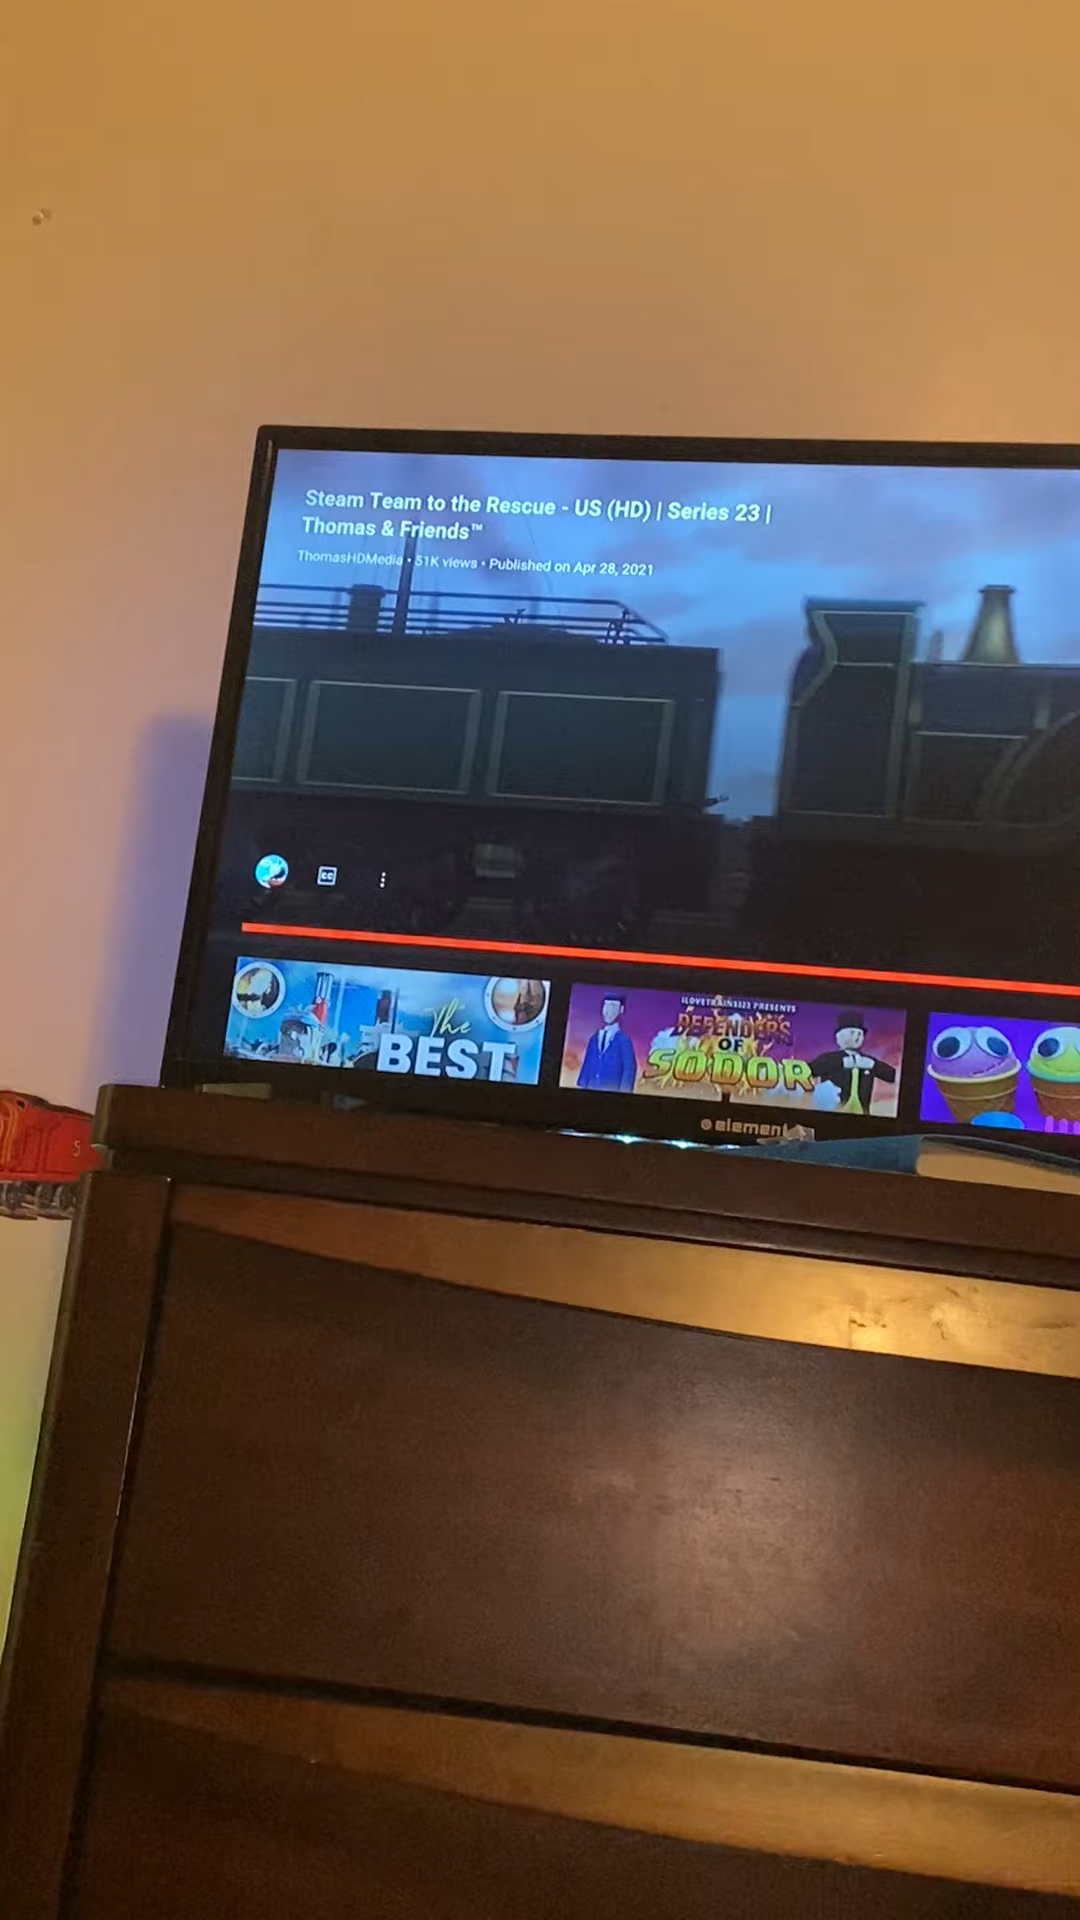 Steam Team to the Rescue - US (HD) | Series 23 |
Thomas & Friends™
ThomasHDMedia • 51K views • Published on Apr 28, 2021
CC
The
BEST
ILOVETRAINS123 PRESENTS
DEFENDERS
OF
SODOR
element
S